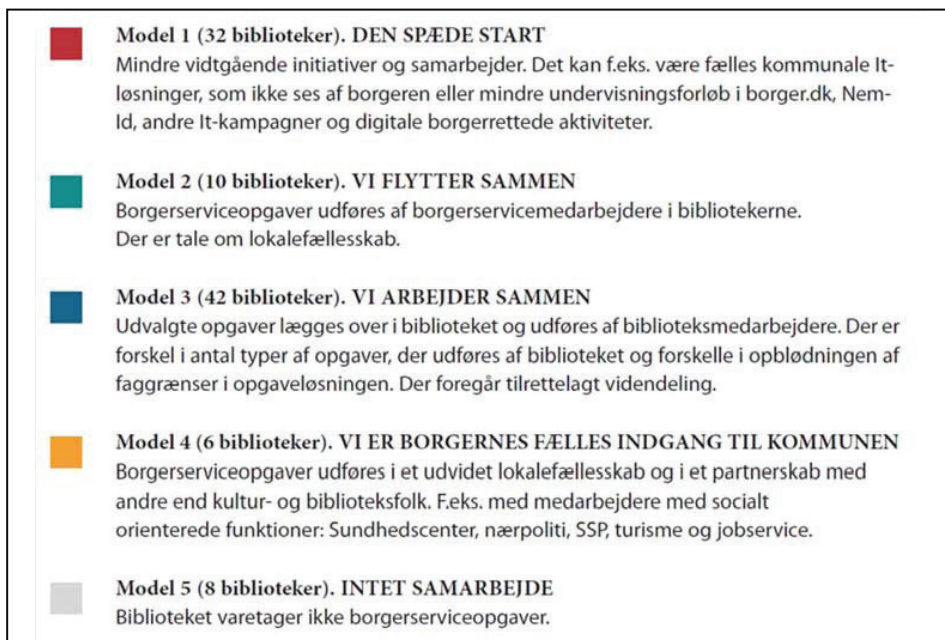 Model 1 (32 biblioteker). DEN SPÆDE START
Mindre vidtgående initiativer og samarbejder. Det kan f.eks. være fælles kommunale It-
løsninger, som ikke ses af borgeren eller mindre undervisningsforløb i borger.dk, Nem-
Id, andre It-kampagner og digitale borgerrettede aktiviteter.
Model 2 (10 biblioteker). VI FLYTTER SAMMEN
Borgerserviceopgaver udføres af borgerservicemedarbejdere i bibliotekerne.
Der er tale om lokalefællesskab.
Model 3 (42 biblioteker). VI ARBEJDER SAMMEN
Udvalgte opgaver lægges over i biblioteket og udføres af biblioteksmedarbejdere. Der er
forskel i antal typer af opgaver, der udføres af biblioteket og forskelle i opblødningen af
faggrænser i opgaveløsningen. Der foregår tilrettelagt videndeling.
Model 4 (6 biblioteker). VI ER BORGERNES FÆLLES INDGANG TIL KOMMUNEN
Borgerserviceopgaver udføres i et udvidet lokalefællesskab og i et partnerskab med
andre end kultur- og biblioteksfolk. F.eks. med medarbejdere med socialt
orienterede funktioner: Sundhedscenter, nærpoliti, SSP, turisme og jobservice.
Model 5 (8 biblioteker). INTET SAMARBEJDE
Biblioteket varetager ikke borgerserviceopgaver.